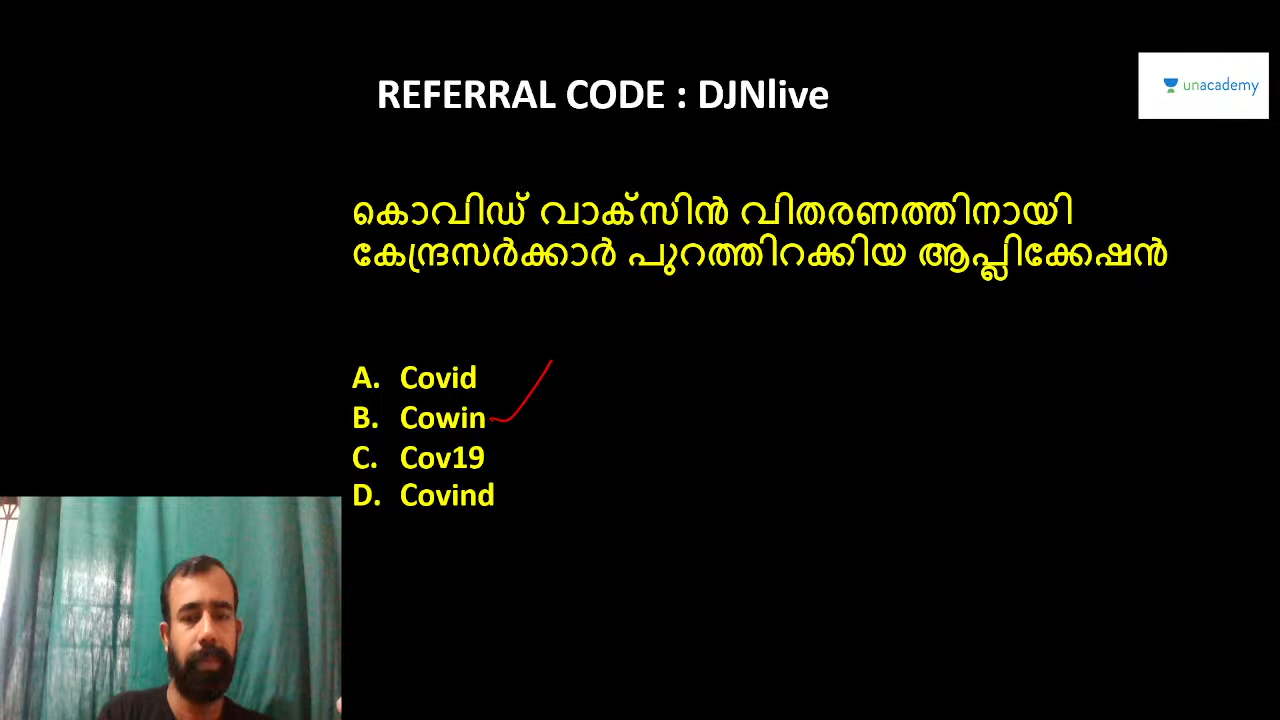 REFERRAL CODE : DJNlive
unacademy
കൊവിഡ് വാക്സിൻ വിതരണത്തിനായി
കേന്ദ്രസർക്കാർ പുറത്തിറക്കിയ ആപ്ലിക്കേഷൻ
A. Covid
B. Cowin
C. Cov19
D. Covind